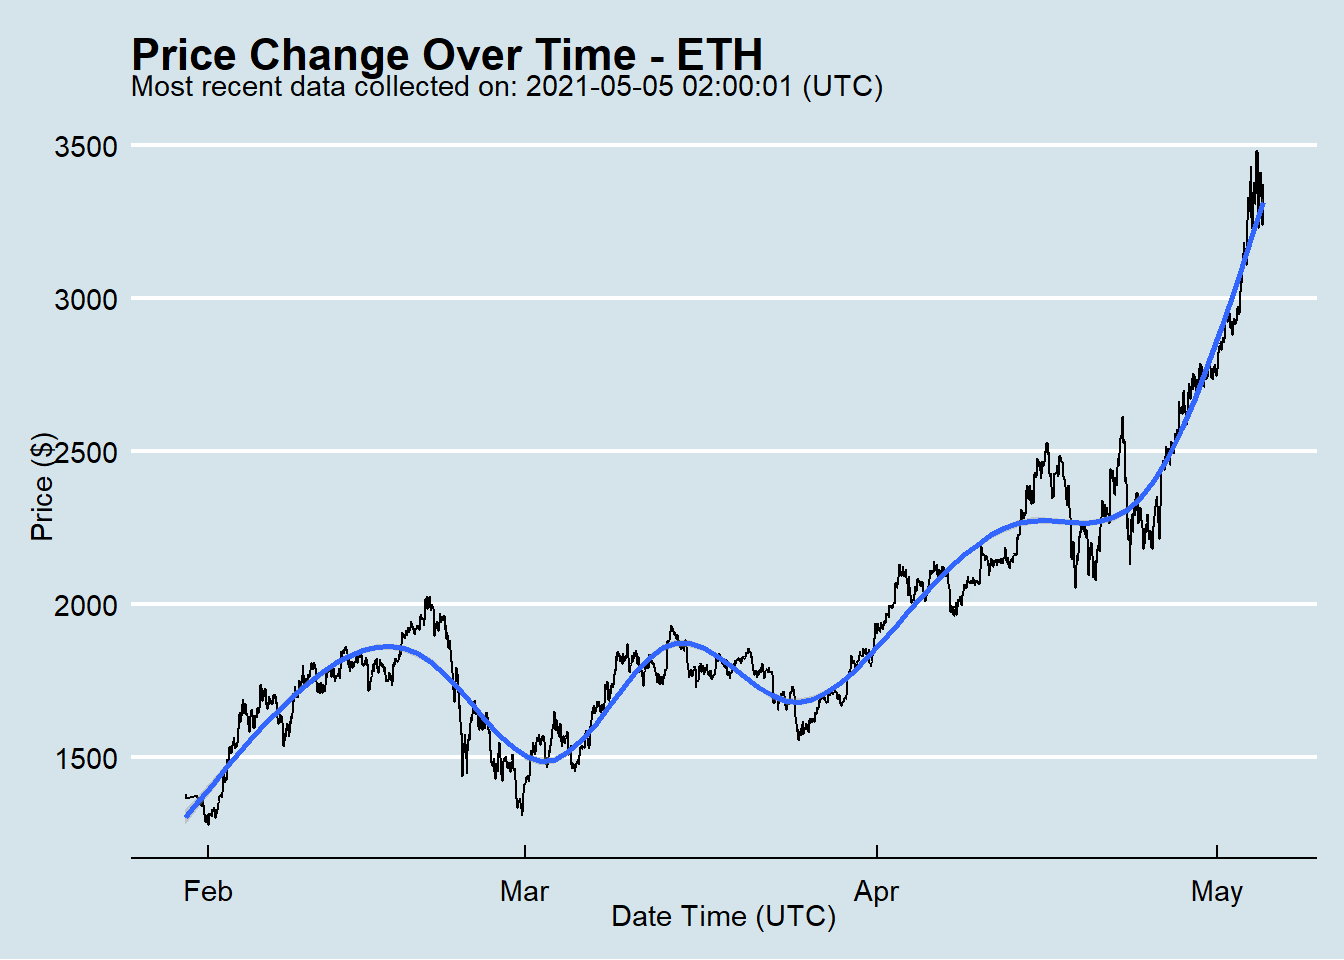 Price Change Over Time - ETH
Most recent data collected on: 2021-05-05 02:00:01 (UTC)
Price ($)
3500
3000
2500
2000
1500
Feb Mar Apr May
Date Time (UTC)